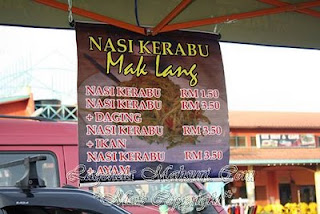 NASI KERABU
Mak Lang
NASI KERABU RM 1.50
NASI KERABU RM 3.50
+ DAGING
NASI KERABU RM 3.50
+ IKAN
NASI KERABU RM 3.50
+ AYAM